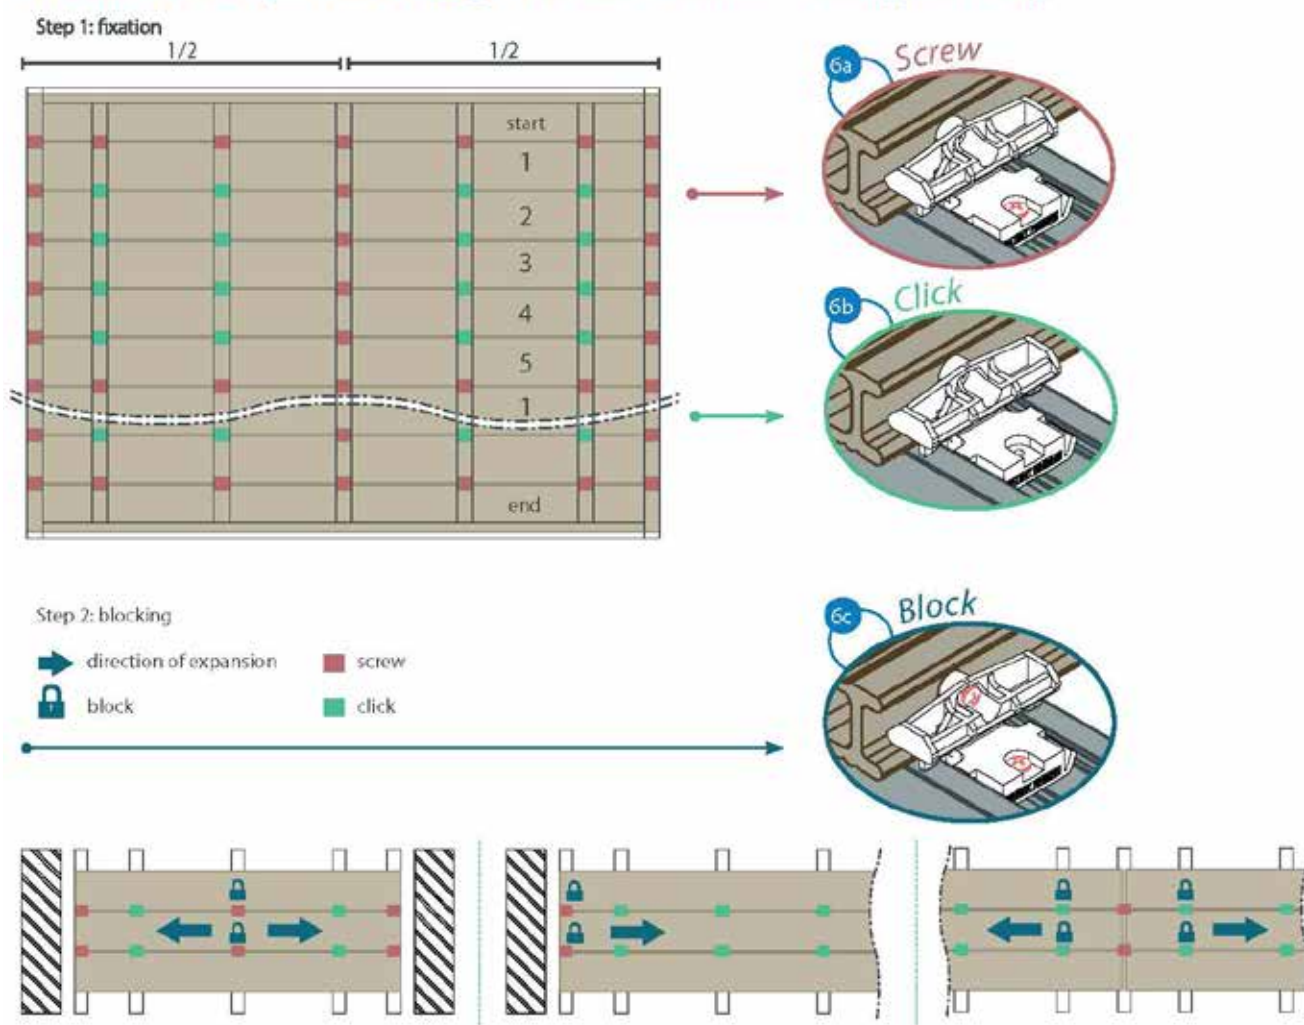 Step 1: fixation
1/2
1/2
start
1
2
3
4
5
1
end
6a
Screw
6b
Click
Step 2: blocking
direction of expansion
screw
block
click
6c
Block